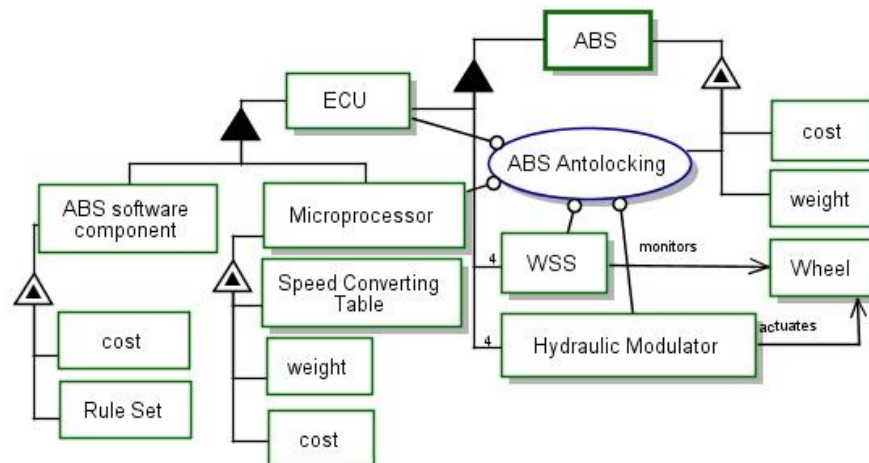 ABS
ECU
cost
ABS Antolocking
ABS software
component
Microprocessor
weight
monitors
4
WSS
Wheel
Speed Converting
Table
actuates
cost
4
Hydraulic Modulator
weight
Rule Set
cost